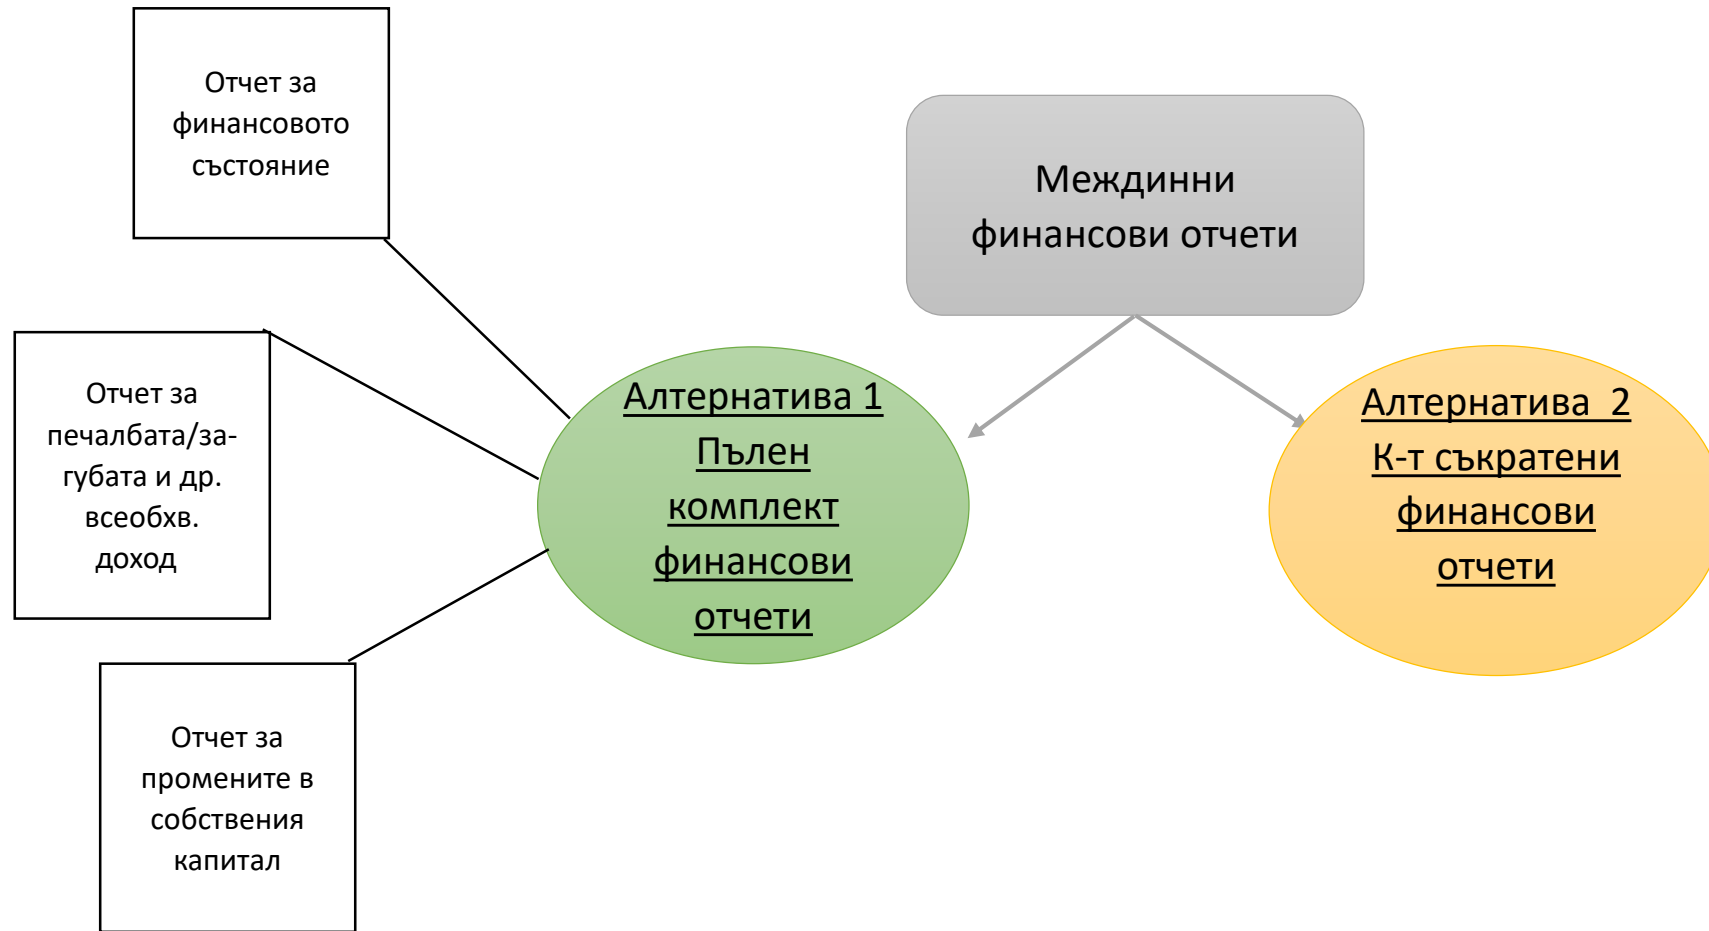 Отчет за
финансовото
състояние
Междинни
финансови отчети
Отчет за
печалбата/за-
губата и др.
всеобхв.
доход
Алтернатива 1
Пълен
комплект
финансови
отчети
Алтернатива  2
К-т съкратени
финансови
отчети
Отчет за
промените в
собствения
капитал